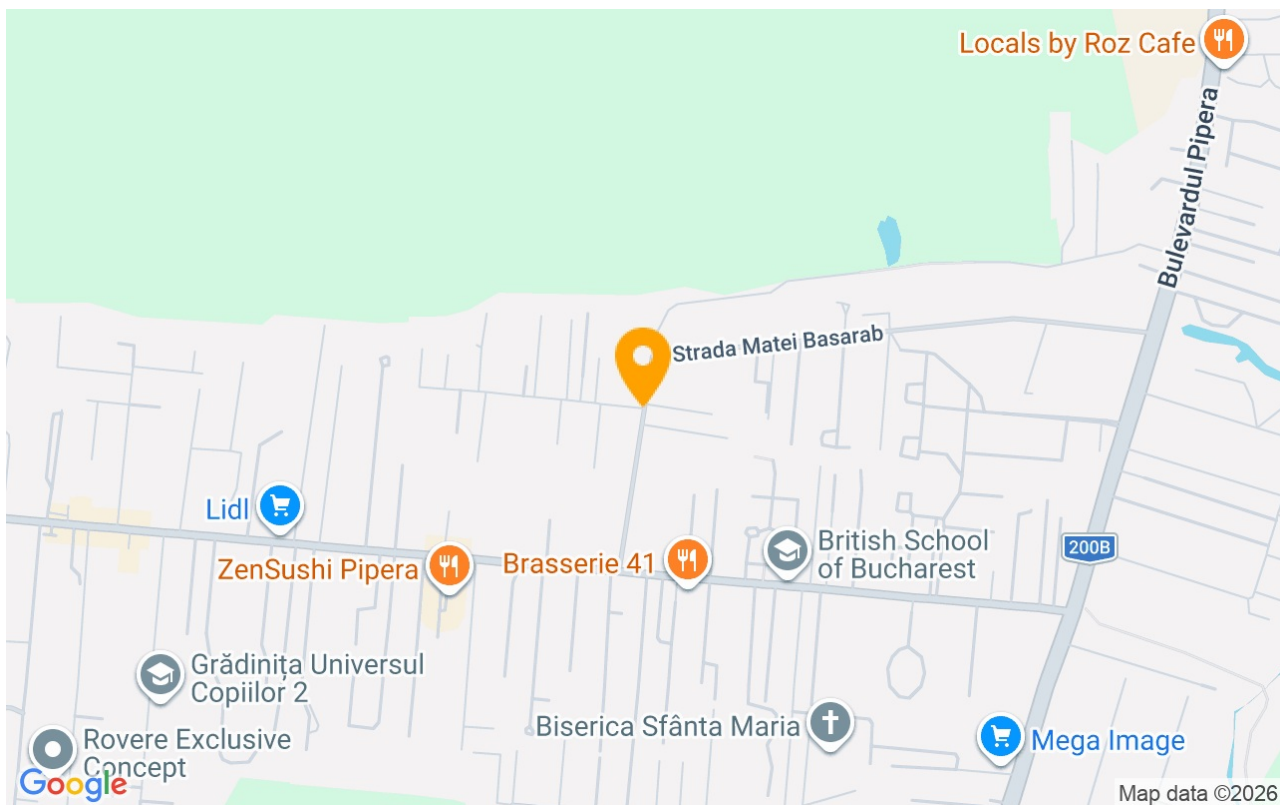 Locals by Roz Cafe
Bulevardul Pipera
Strada Matei Basarab
Lidl
ZenSushi Pipera
Brasserie 41
British School
of Bucharest
200B
Grădinița Universul
Copiilor 2
Biserica Sfânta Maria
Rovere Exclusive
Concept
Mega Image
Google
Map data ©2026